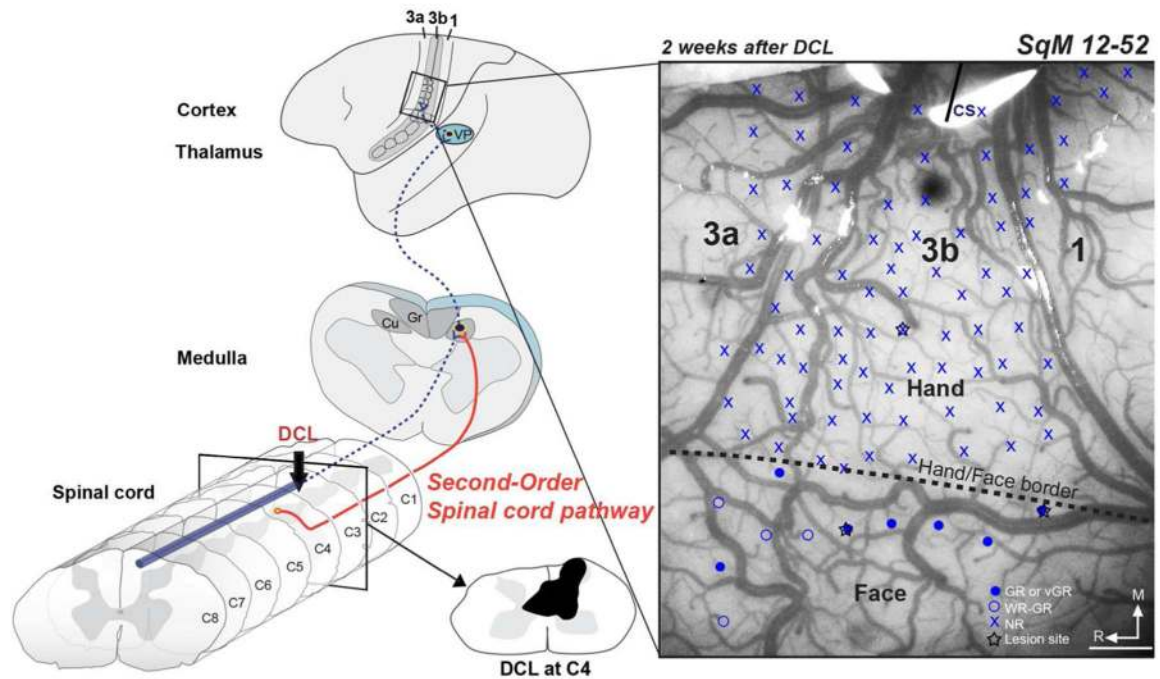 3a 3b 1
Cortex
Thalamus
VP
Cu
Gr
Medulla
DCL
Spinal cord
Second-Order
Spinal cord pathway
C1
C2
C3
C4
C5
C6
C7
C8
DCL at C4
2 weeks after DCL
SqM 12-52
CS
3a
3b
1
Hand
Hand/Face border
Face
GR or vGR
WR-GR
X NR
Lesion site
M
R